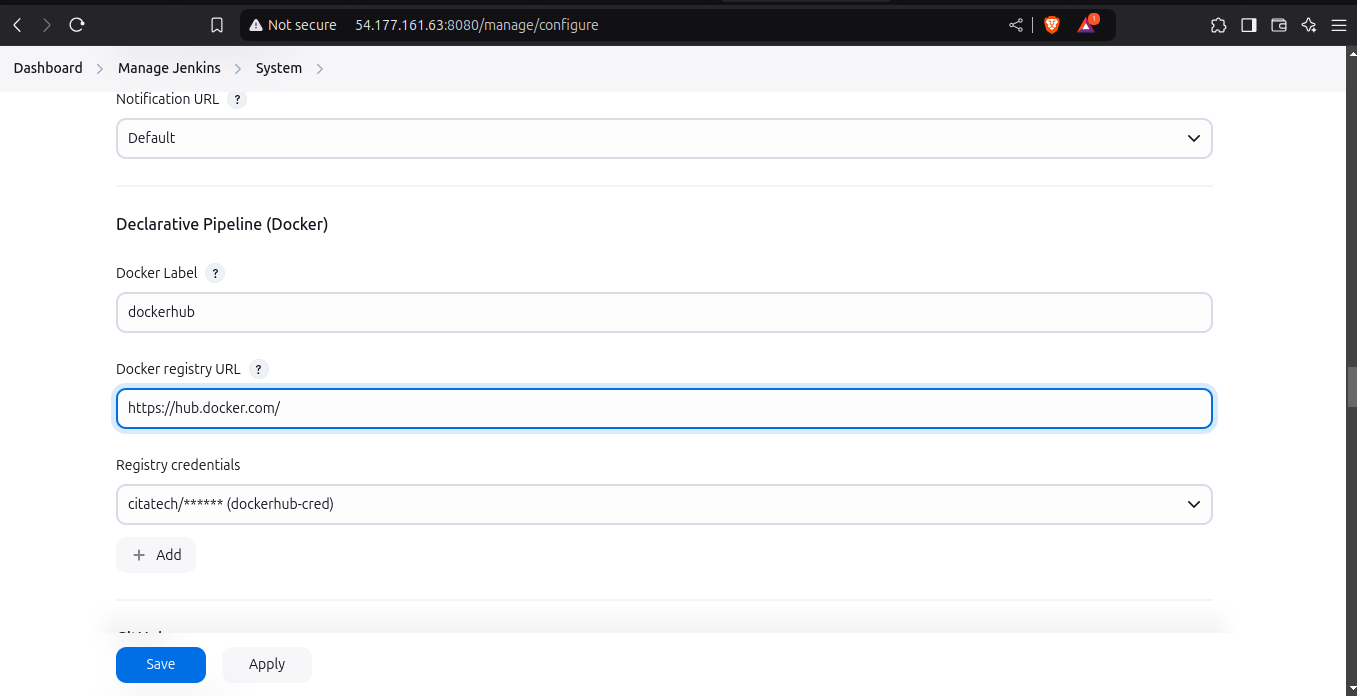 Not secure 54.177.161.63:8080/manage/configure 1
Dashboard Manage Jenkins System
Notification URL ?
Default
Declarative Pipeline (Docker)
Docker Label ?
dockerhub
Docker registry URL ?
https://hub.docker.com/
Registry credentials
citatech/****** (dockerhub-cred)
+ Add
Save Apply